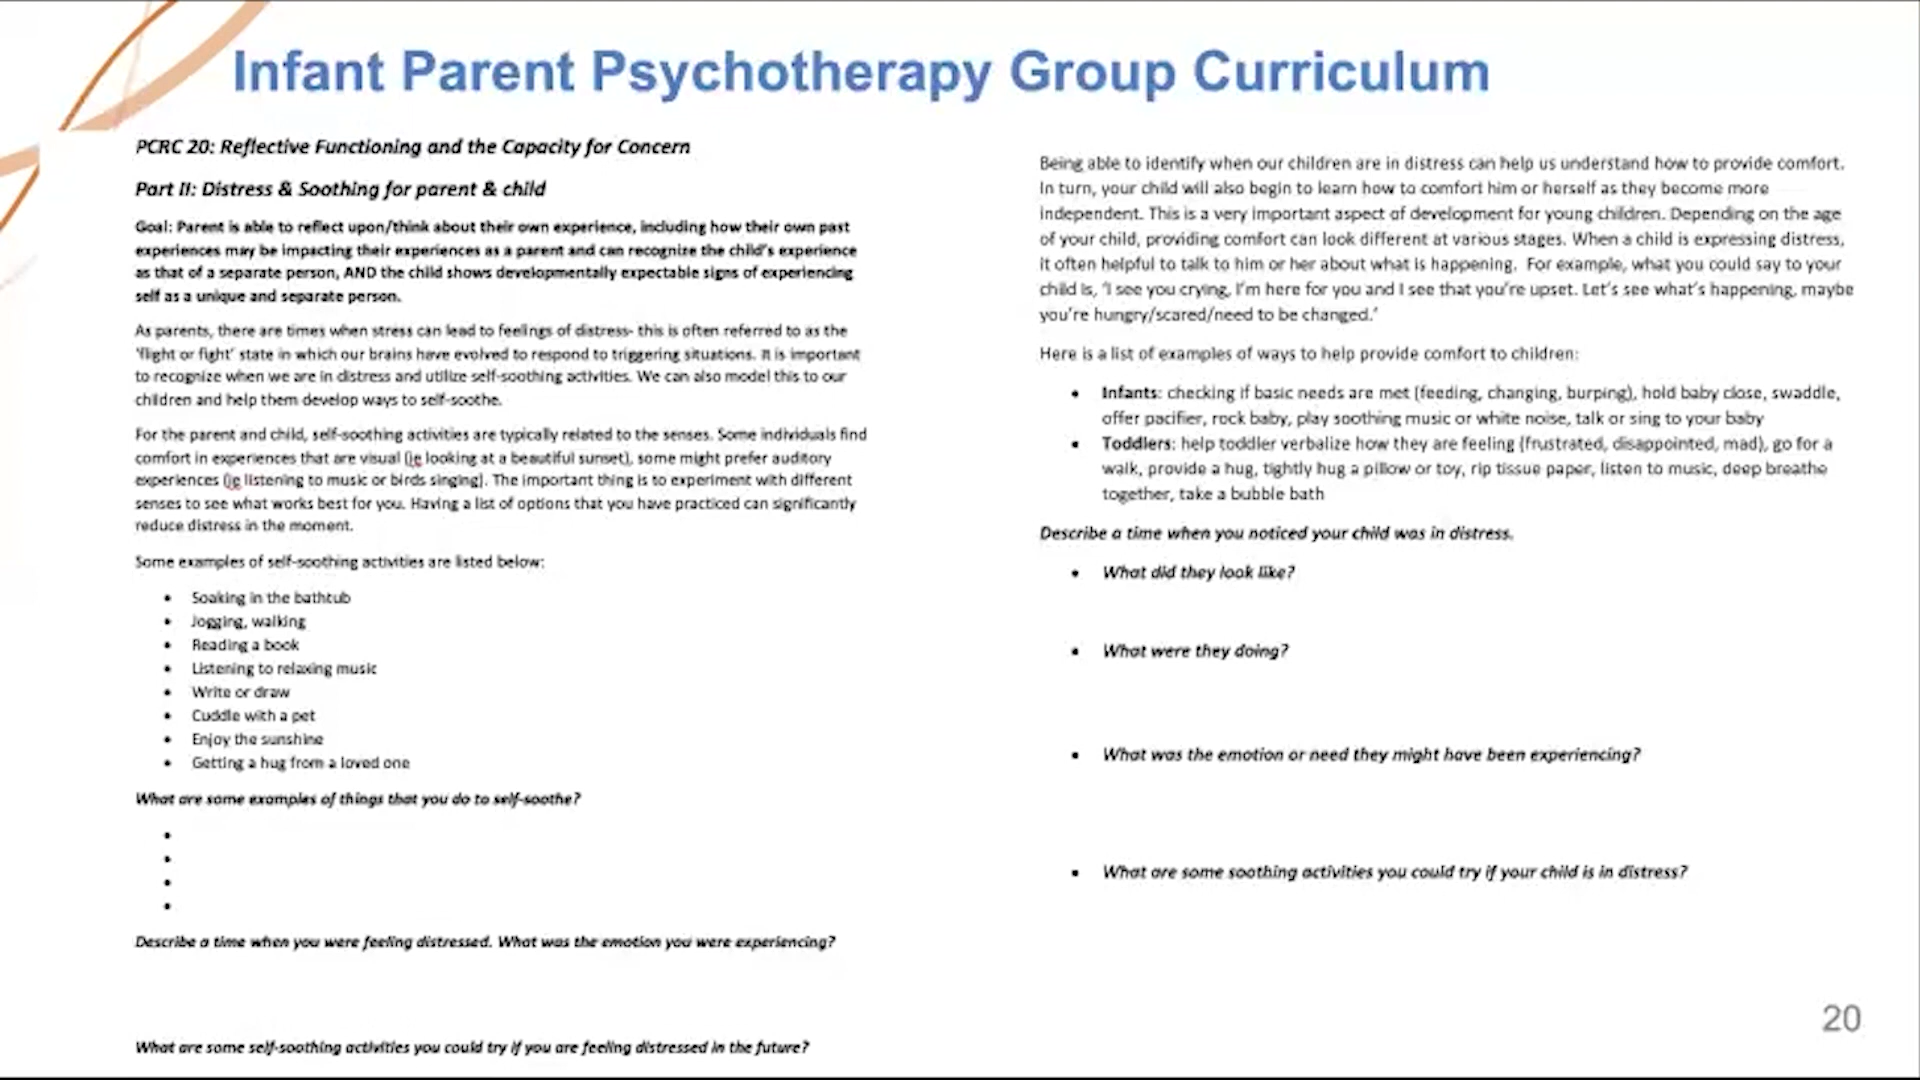 Infant Parent Psychotherapy Group Curriculum
PCRC 20: Reflective Functioning and the Capacity for Concern
Part II: Distress & Soothing for parent & child
Goal: Parent is able to reflect upon/think about their own experience, including how their own past
experiences may be impacting their experiences as a parent and can recognize the child's experience
as that of a separate person, AND the child shows developmentally expectable signs of experiencing
self as a unique and separate person.
As parents, there are times when stress can lead to feelings of distress- this is often referred to as the
'flight or fight' state in which our brains have evolved to respond to triggering situations. It is important
to recognize when we are in distress and utilize self-soothing activities. We can also model this to our
children and help them develop ways to self-soothe.
For the parent and child, self-soothing activities are typically related to the senses. Some individuals find
comfort in experiences that are visual (ie looking at a beautiful sunset), some might prefer auditory
experiences (ie listening to music or birds singing). The important thing is to experiment with different
senses to see what works best for you. Having a list of options that you have practiced can significantly
reduce distress in the moment.
Some examples of self-soothing activities are listed below:
• Soaking in the bathtub
• Jogging, walking
• Reading a book
• Listening to relaxing music
• Write or draw
• Cuddle with a pet
• Enjoy the sunshine
• Getting a hug from a loved one
What are some examples of things that you do to self-soothe?
•
•
•
•
Describe a time when you were feeling distressed. What was the emotion you were experiencing?
What are some self-soothing activities you could try if you are feeling distressed in the future?
Being able to identify when our children are in distress can help us understand how to provide comfort.
In turn, your child will also begin to learn how to comfort him or herself as they become more
independent. This is a very important aspect of development for young children. Depending on the age
of your child, providing comfort can look different at various stages. When a child is expressing distress,
it often helpful to talk to him or her about what is happening.  For example, what you could say to your
child is, 'I see you crying, I'm here for you and I see that you're upset. Let's see what's happening, maybe
you're hungry/scared/need to be changed.'
Here is a list of examples of ways to help provide comfort to children:
• Infants: checking if basic needs are met (feeding, changing, burping), hold baby close, swaddle,
offer pacifier, rock baby, play soothing music or white noise, talk or sing to your baby
• Toddlers: help toddler verbalize how they are feeling (frustrated, disappointed, mad), go for a
walk, provide a hug, tightly hug a pillow or toy, rip tissue paper, listen to music, deep breathe
together, take a bubble bath
Describe a time when you noticed your child was in distress.
• What did they look like?
• What were they doing?
• What was the emotion or need they might have been experiencing?
• What are some soothing activities you could try if your child is in distress?
20